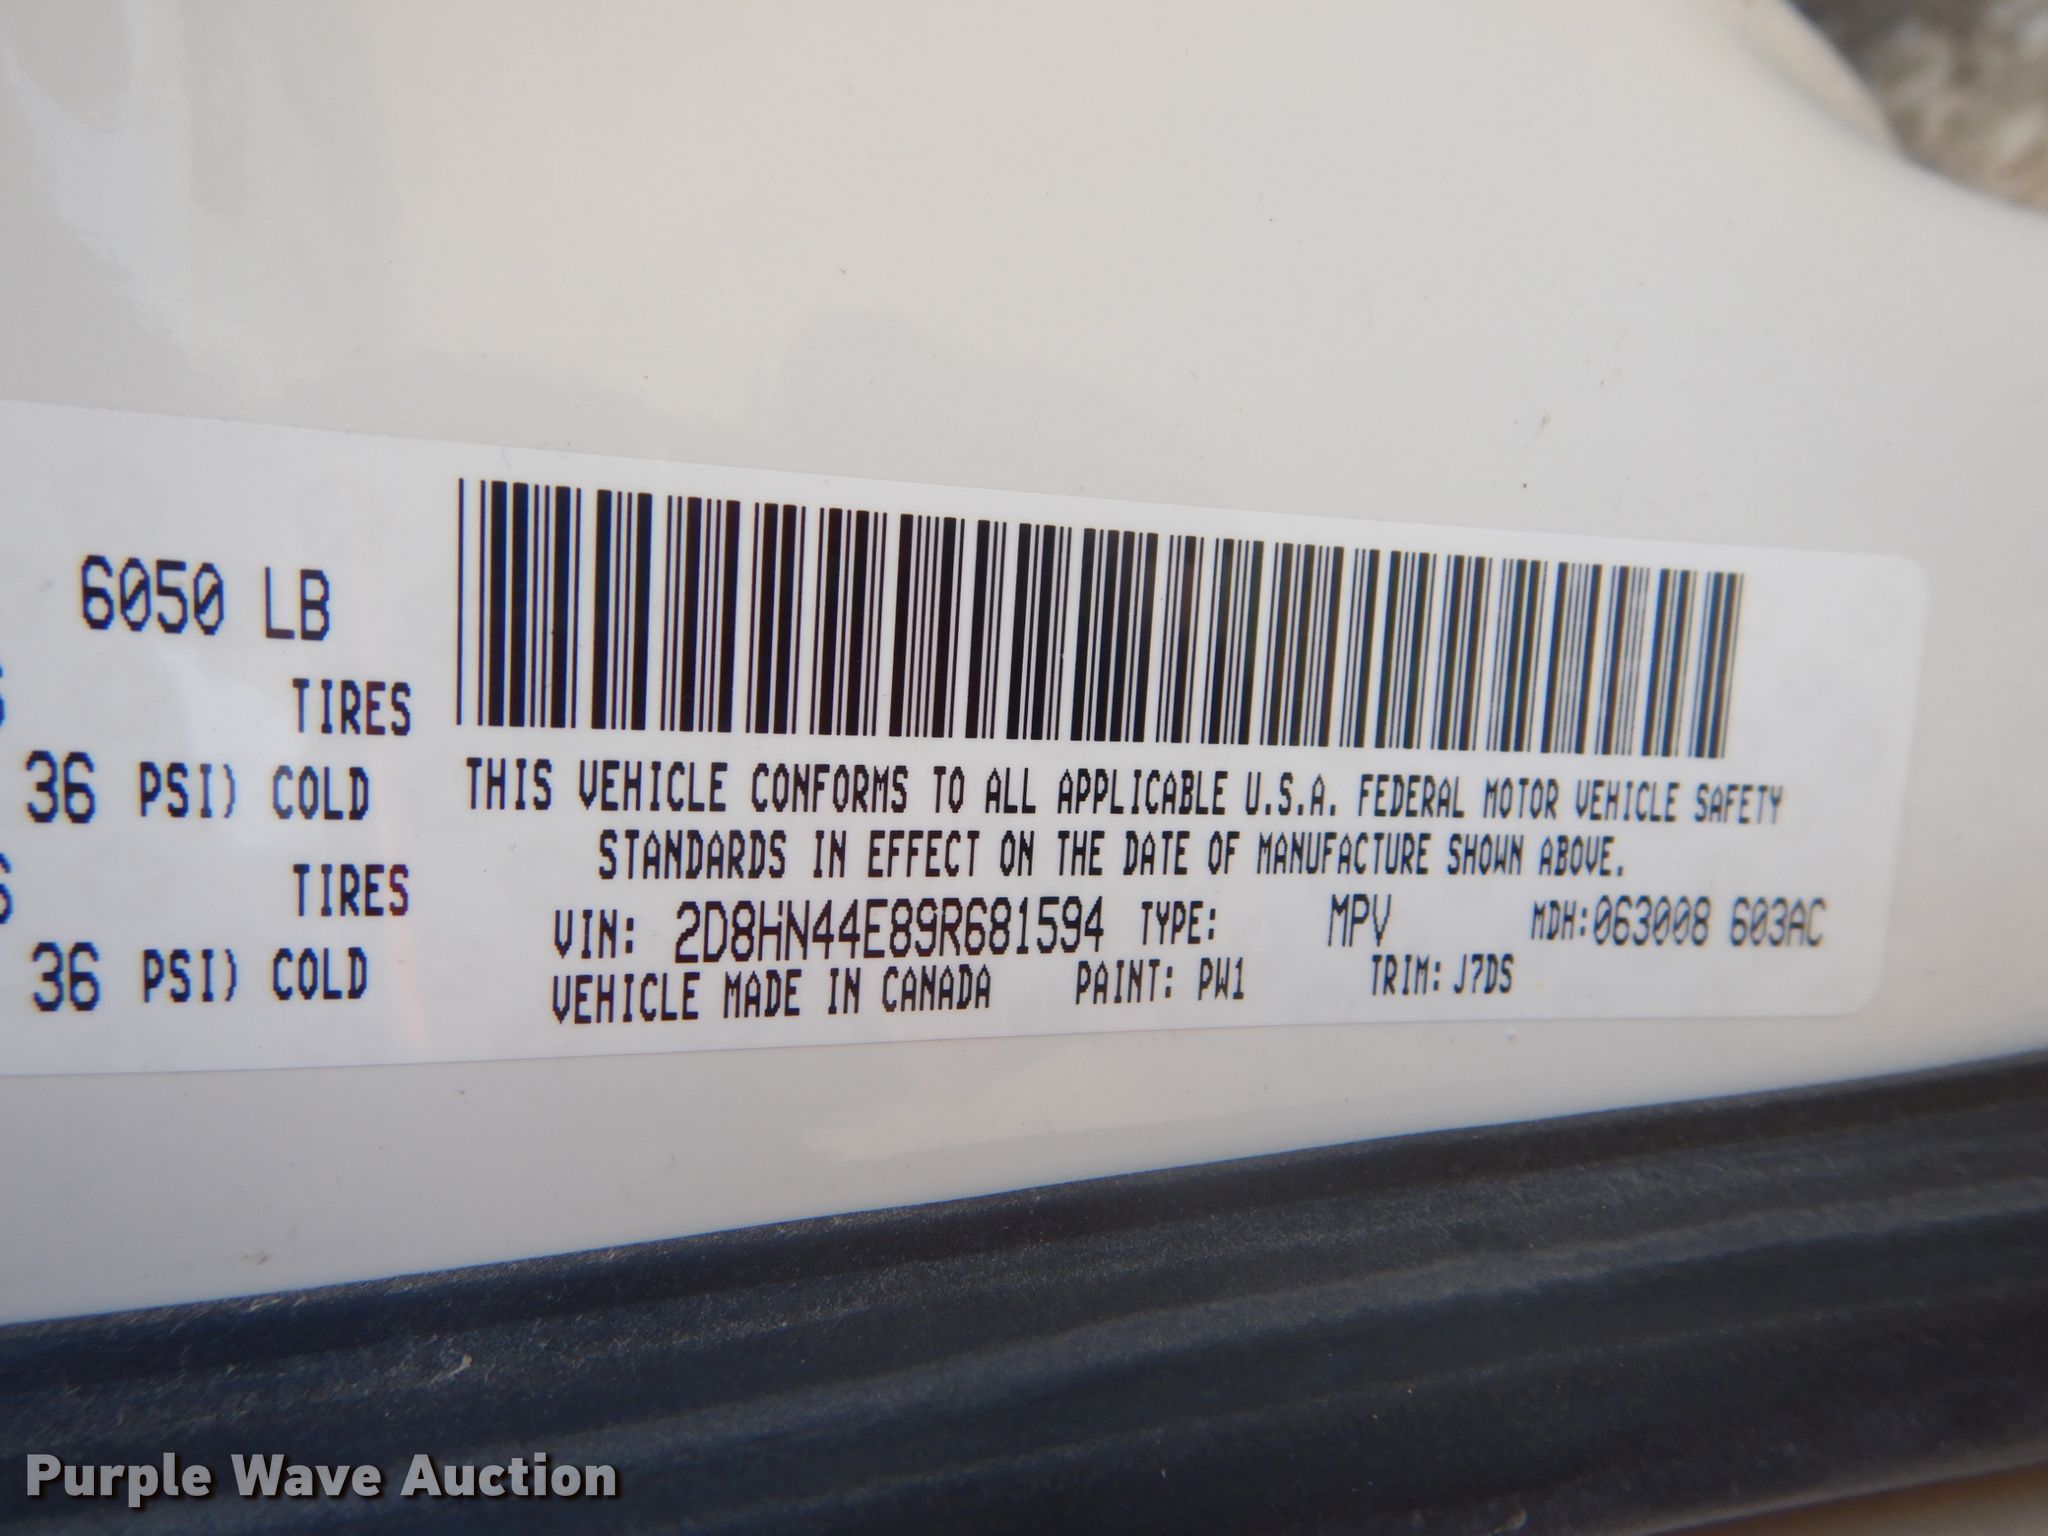 6050 LB
TIRES
36 PSI) COLD
TIRES
36 PSI) COLD
THIS VEHICLE CONFORMS TO ALL APPLICABLE U.S.A. FEDERAL MOTOR VEHICLE SAFETY
STANDARDS IN EFFECT ON THE DATE OF MANUFACTURE SHOWN ABOVE.
VIN: 2D8HN44E89R681594 TYPE: MPV MDH:063008 603AC
VEHICLE MADE IN CANADA PAINT: PW1 TRIM: J7DS
Purple Wave Auction